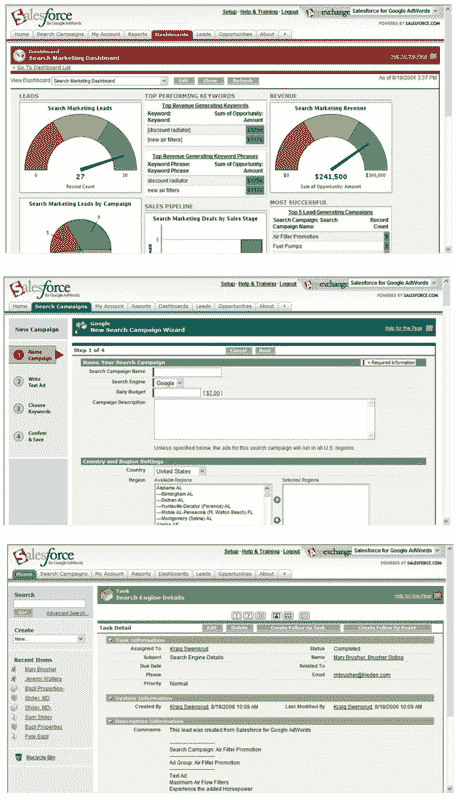 Salesforce
for Google AdWords
Setup · Help & Training · Logout
exchange
Salesforce for Google AdWords
POWERED BY SALESFORCE.COM
Home Search Campaigns My Account Reports Dashboards Leads Opportunities About
Dashboard
Search Marketing Dashboard
Help for this Page
< Go To Dashboard List
View Dashboard Search Marketing Dashboard Edit Clone Refresh As of 8/18/2006 3:37 PM
LEADS
Search Marketing Leads
0
30
27
Record Count
Search Marketing Leads by Campaign
TOP PERFORMING KEYWORDS
Top Revenue Generating Keywords
Keyword: Sum of Opportunity:
Keyword Amount
[discount radiator]
[new air filters]
Top Revenue Generating Keyword Phrases
Keyword Phrase: Sum of Opportunity:
Keyword Phrase Amount
discount radiator
new air filters
SALES PIPELINE
Search Marketing Deals by Sales Stage
REVENUE
Search Marketing Revenue
$0
$300,000
$241,500
Sum of Opportunity: Amount
MOST SUCCESSFUL
Top 5 Lead Generating Campaigns
Search Campaign: Search Record
Campaign Name Count
Air Filter Promotion
Fuel Pumps
Salesforce
for Google AdWords
Setup · Help & Training · Logout
exchange
Salesforce for Google AdWords
POWERED BY SALESFORCE.COM
Home Search Campaigns My Account Reports Dashboards Leads Opportunities About
New Campaign
1 Name
Campaign
2 Write
Text Ad
3 Choose
Keywords
4 Confirm
& Save
Google
New Search Campaign Wizard
Help for this Page
Step 1 of 4 Cancel Next
Name Your Search Campaign = Required Information
Search Campaign Name
Search Engine Google
Daily Budget [ $7.00 ]
Campaign Description
Unless specified below, the ads for this search campaign will run in all U.S. regions.
Country and Region Settings
Country United States
Region Available Regions Selected Regions
Alabama AL
---Birmingham AL
---Dothan AL
---Huntsville-Decatur (Florence) AL
---Mobile AL-Pensacola (Ft. Walton Beach) FL
---Montgomery (Selma) AL
Salesforce
for Google AdWords
Setup · Help & Training · Logout
exchange
Salesforce for Google AdWords
POWERED BY SALESFORCE.COM
Home Search Campaigns My Account Reports Dashboards Leads Opportunities About
Search
Go! Advanced Search...
Create
New...
Recent Items
Mary Brusher
Jeremy Walters
Bazil Properties-
Shiley, MD
Shiley, MD-
Sam Shiley
Bazil Properties
Pete Bazil
Recycle Bin
Task
Search Engine Details
Help for this Page
Task Detail Edit Delete Create Follow Up Task Create Follow Up Event
Task Information
Assigned To Kraig Swensrud Status Completed
Subject Search Engine Details Name Mary Brusher, Brusher Siding
Due Date Related To
Phone Email mbrusher@lrieden.com
Priority Normal
System Information
Created By Kraig Swensrud, 8/18/2006 10:09 AM Last Modified By Kraig Swensrud, 8/18/2006 10:09 AM
Description Information
Comments This lead was created from Salesforce for Google AdWords
Search Campaign: Air Filter Promotion
Ad Group: Air Filter Promotion
Text Ad
Maximum Air Flow Filters
Experience the added Horsepower